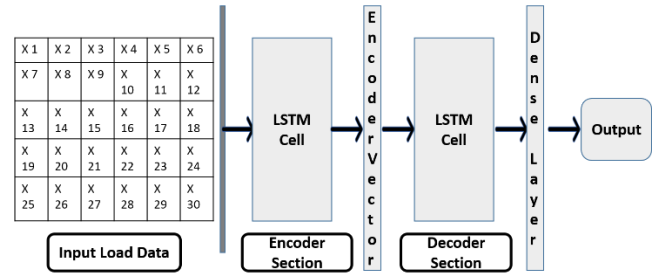 X 1 X 2 X 3 X 4 X 5 X 6
X 7 X 8 X 9 X 10 X 11 X 12
X 13 X 14 X 15 X 16 X 17 X 18
X 19 X 20 X 21 X 22 X 23 X 24
X 25 X 26 X 27 X 28 X 29 X 30
Input Load Data
LSTM
Cell
Encoder
Section
Encoder Vector
LSTM
Cell
Decoder
Section
Dense Layer
Output